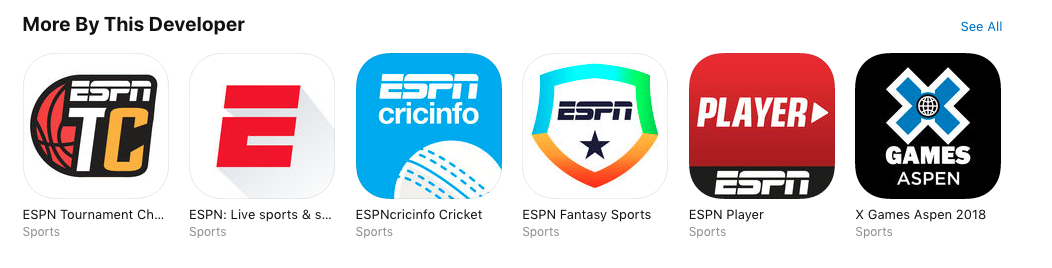 More By This Developer
See All
ESPN
TC
E
ESPN
cricinfo
ESPN
PLAYER
ESPN
X
GAMES
ASPEN
ESPN Tournament Ch...
ESPN: Live sports & s...
ESPNcricinfo Cricket
ESPN Fantasy Sports
ESPN Player
X Games Aspen 2018
Sports
Sports
Sports
Sports
Sports
Sports